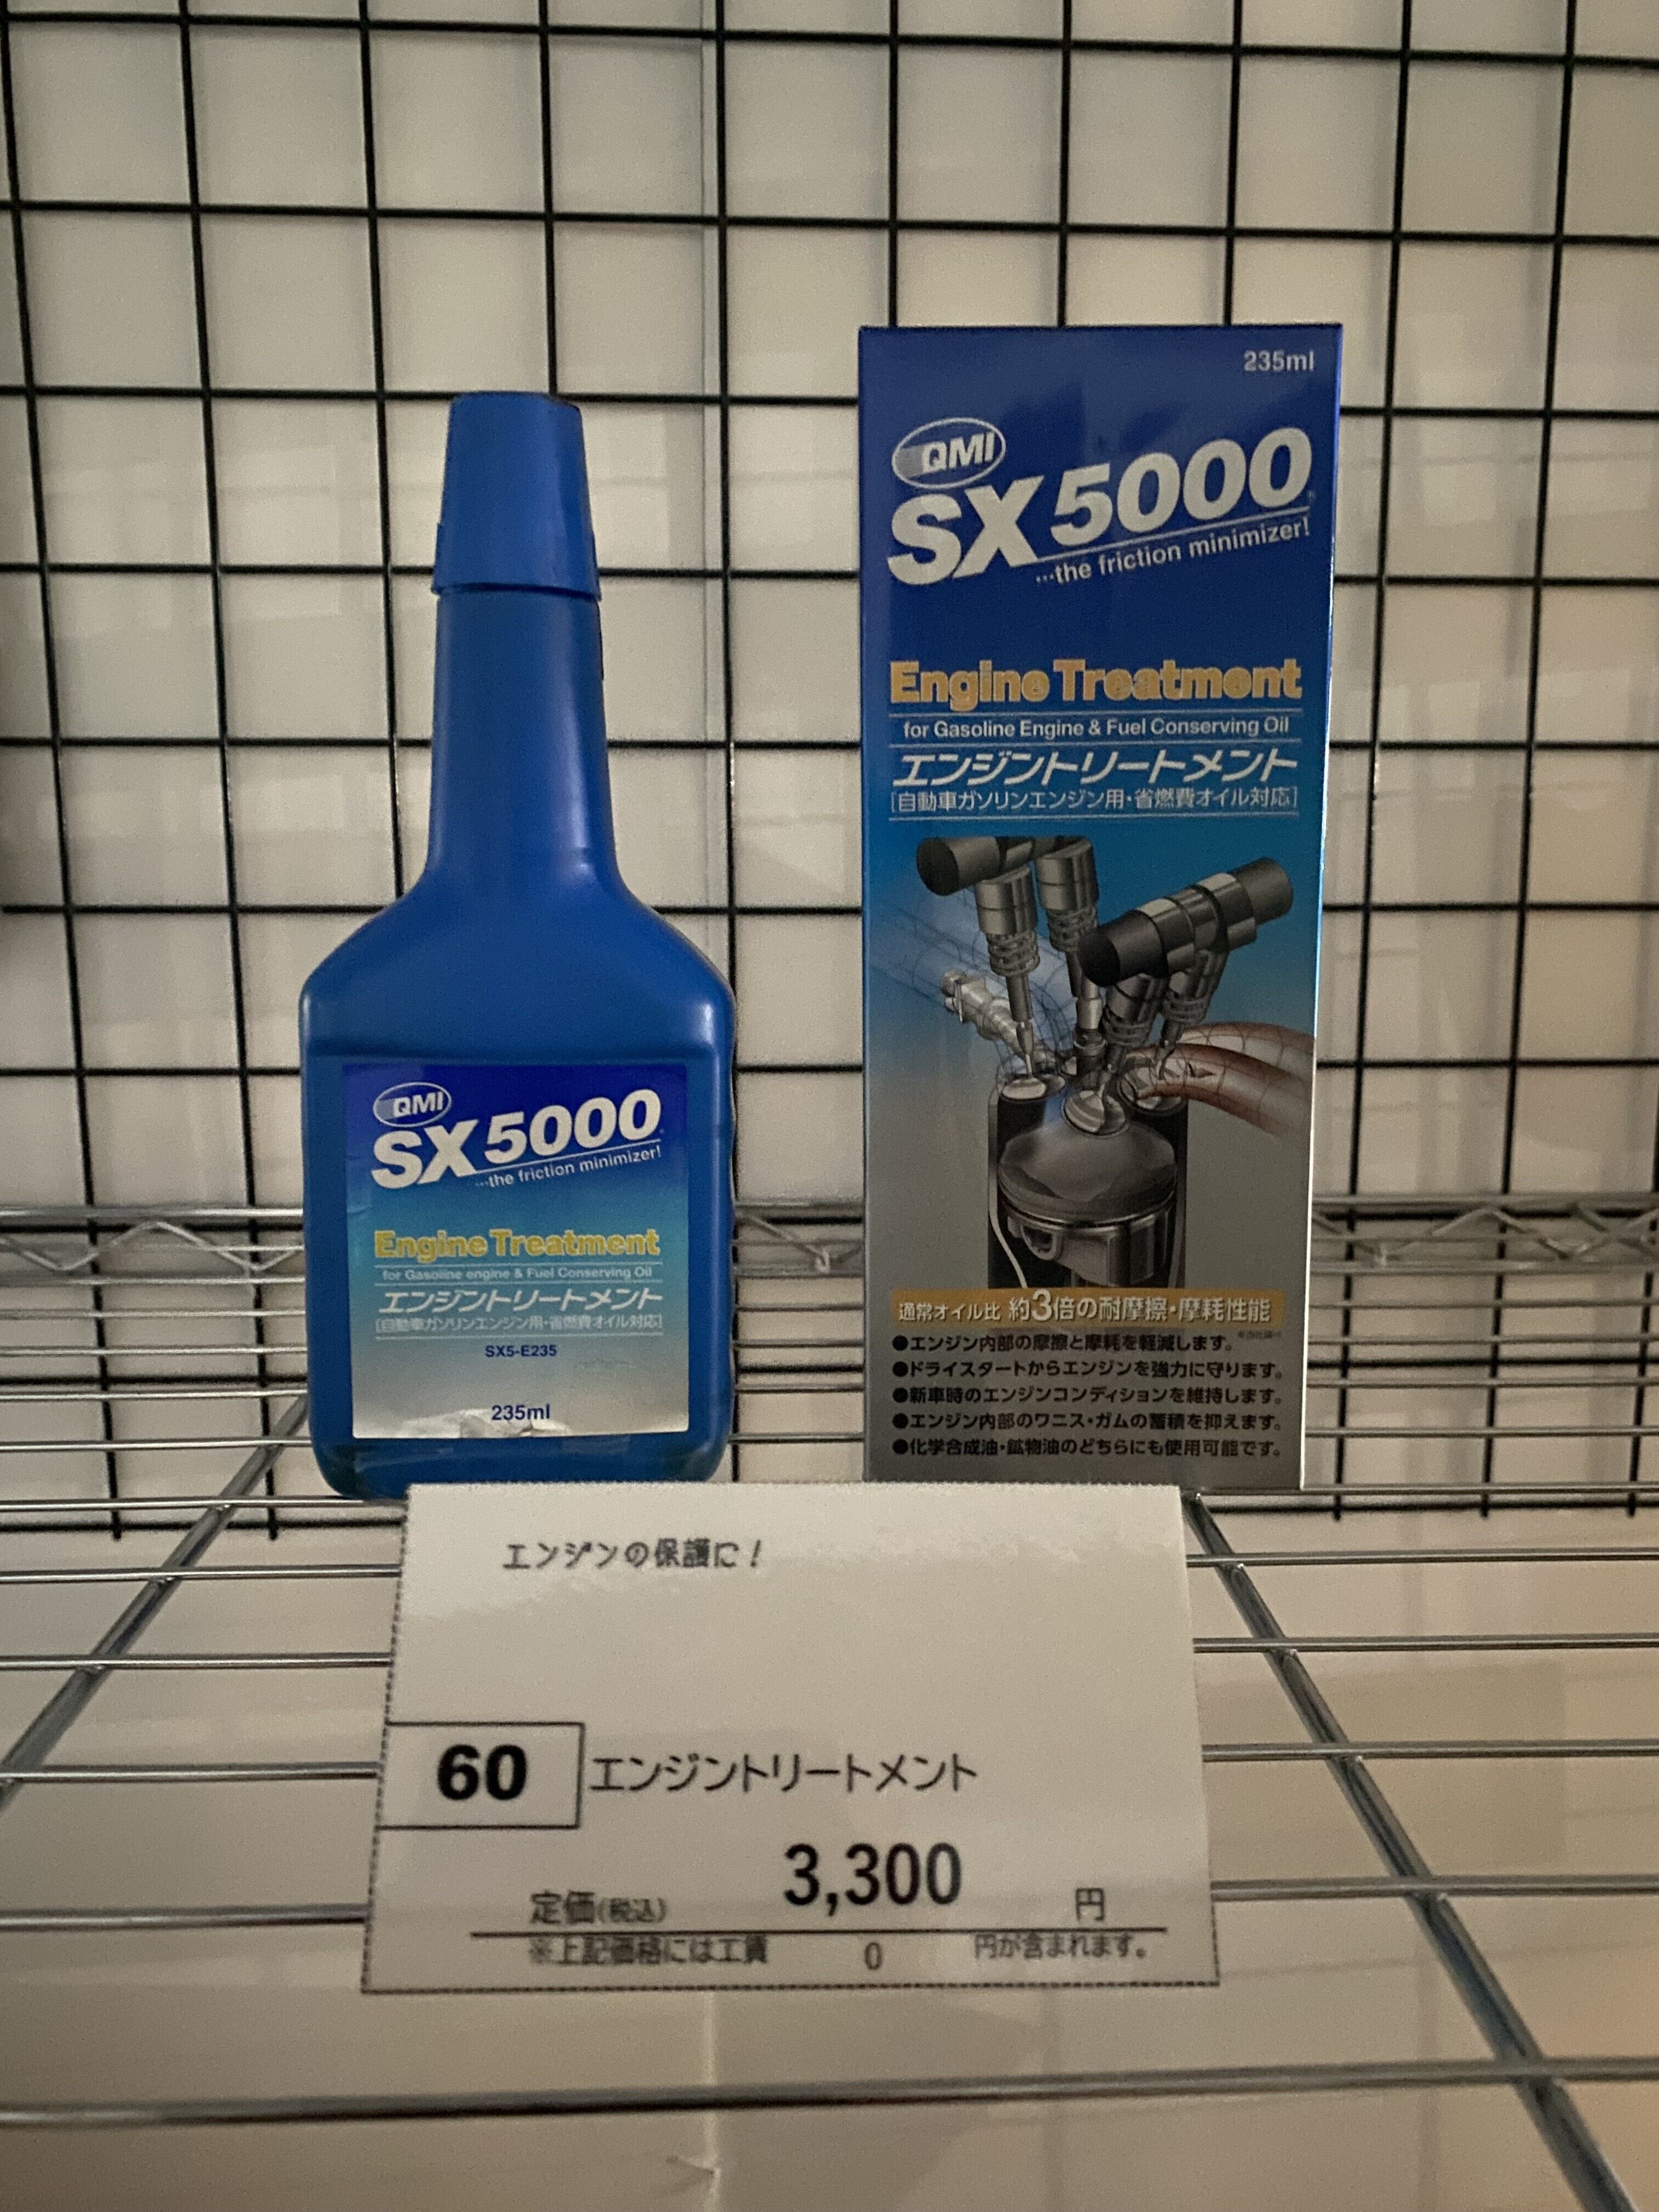 QMI
SX5000
...the friction minimizer!
Engine Treatment
for Gasoline engine & Fuel Conserving Oil
エンジントリートメント
[自動車ガソリンエンジン用・省燃費オイル対応]
SX5-E235
235ml
235ml
QMI
SX5000
...the friction minimizer!
Engine Treatment
for Gasoline Engine & Fuel Conserving Oil
エンジントリートメント
[自動車ガソリンエンジン用・省燃費オイル対応]
通常オイル比 約3倍の耐摩擦・摩耗性能
●エンジン内部の摩擦と摩耗を軽減します。
●ドライスタートからエンジンを強力に守ります。
●新車時のエンジンコンディションを維持します。
●エンジン内部のワニス・ガムの蓄積を抑えます。
●化学合成油・鉱物油のどちらにも使用可能です。
エンジンの保護に！
60 エンジントリートメント
定価(税込) 3,300 円
※上記価格には工賃 0 円が含まれます。